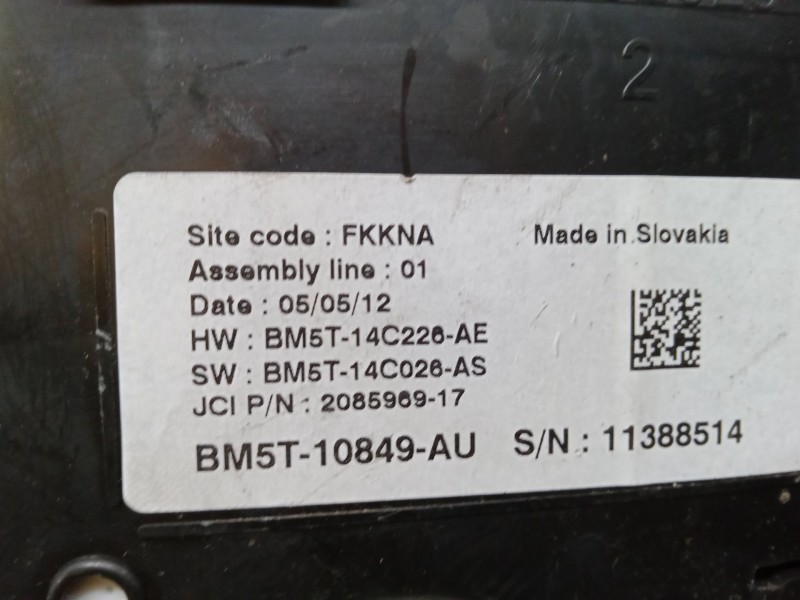 2
Site code : FKKNA
Made in Slovakia
Assembly line : 01
Date : 05/05/12
HW : BM5T-14C226-AE
SW : BM5T-14C026-AS
JCI P/N : 2085969-17
BM5T-10849-AU
S/N : 11388514